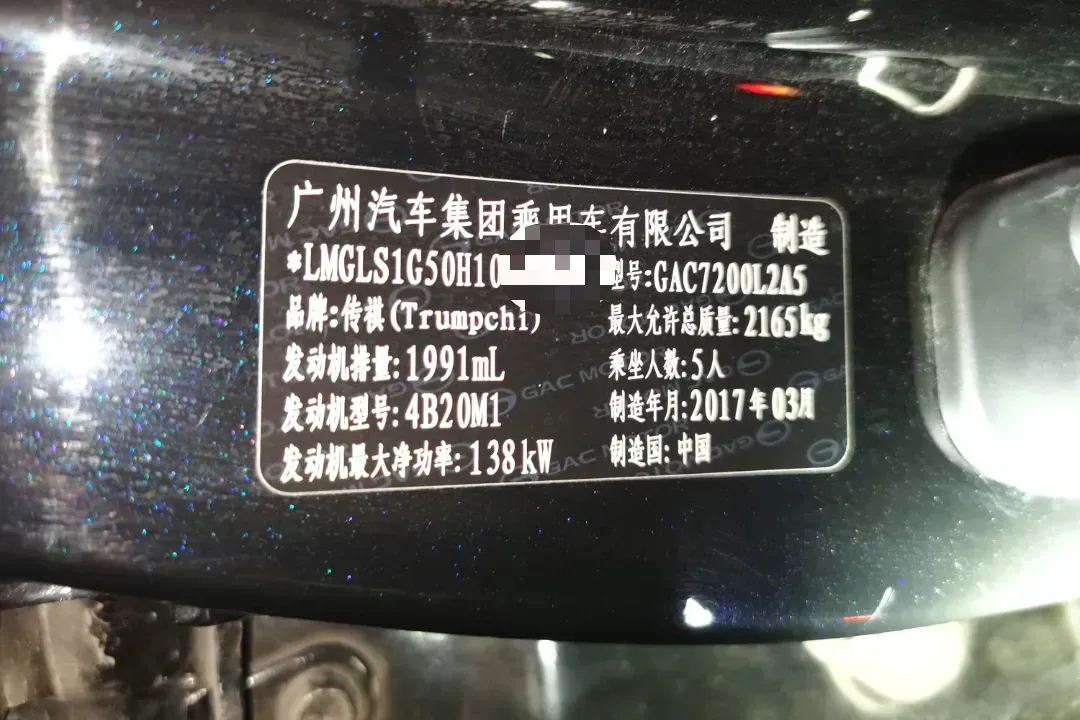 广州汽车集团乘用车有限公司 制造
*LMGLS1G50H10
型号:GAC7200L2A5
品牌:传祺(Trumpchi)
最大允许总质量:2165kg
发动机排量:1991mL
乘坐人数:5人
发动机型号:4B20M1
制造年月:2017年03月
发动机最大净功率:138kW
制造国:中国
GAC MOTOR